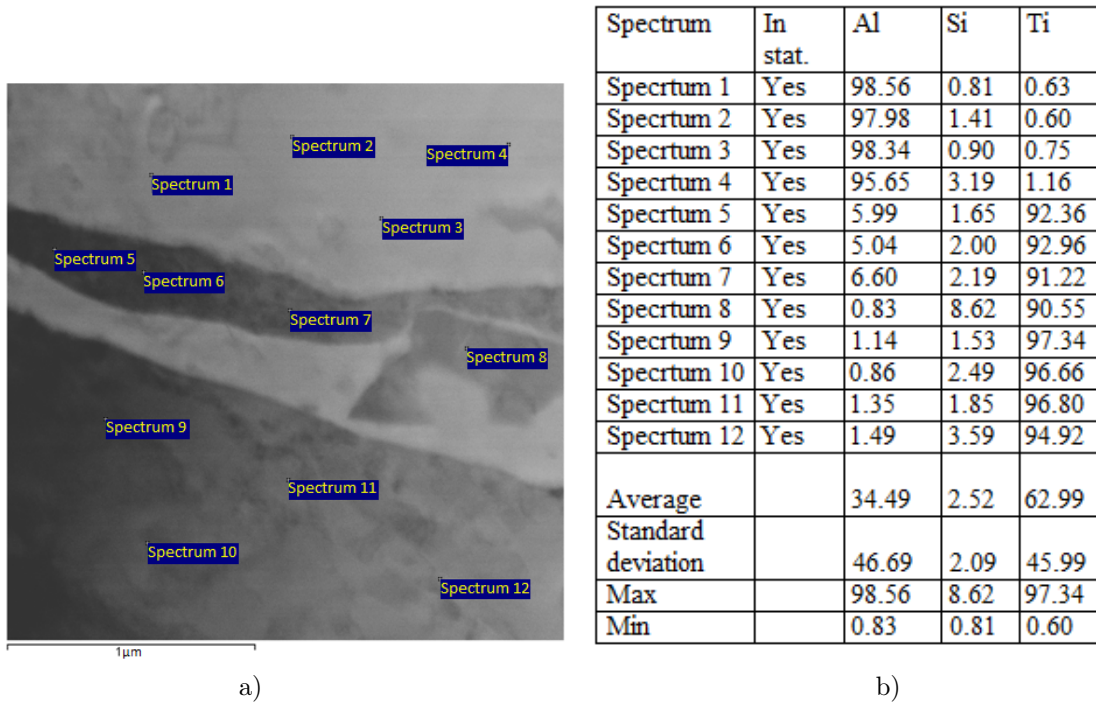 Spectrum 2
Spectrum 4
Spectrum 1
Spectrum 3
Spectrum 5
Spectrum 6
Spectrum 7
Spectrum 8
Spectrum 9
Spectrum 11
Spectrum 10
Spectrum 12
1μm
a)
Spectrum In stat. Al Si Ti
Specrtum 1 Yes 98.56 0.81 0.63
Specrtum 2 Yes 97.98 1.41 0.60
Specrtum 3 Yes 98.34 0.90 0.75
Specrtum 4 Yes 95.65 3.19 1.16
Specrtum 5 Yes 5.99 1.65 92.36
Specrtum 6 Yes 5.04 2.00 92.96
Specrtum 7 Yes 6.60 2.19 91.22
Specrtum 8 Yes 0.83 8.62 90.55
Specrtum 9 Yes 1.14 1.53 97.34
Specrtum 10 Yes 0.86 2.49 96.66
Specrtum 11 Yes 1.35 1.85 96.80
Specrtum 12 Yes 1.49 3.59 94.92
Average 34.49 2.52 62.99
Standard
deviation 46.69 2.09 45.99
Max 98.56 8.62 97.34
Min 0.83 0.81 0.60
b)